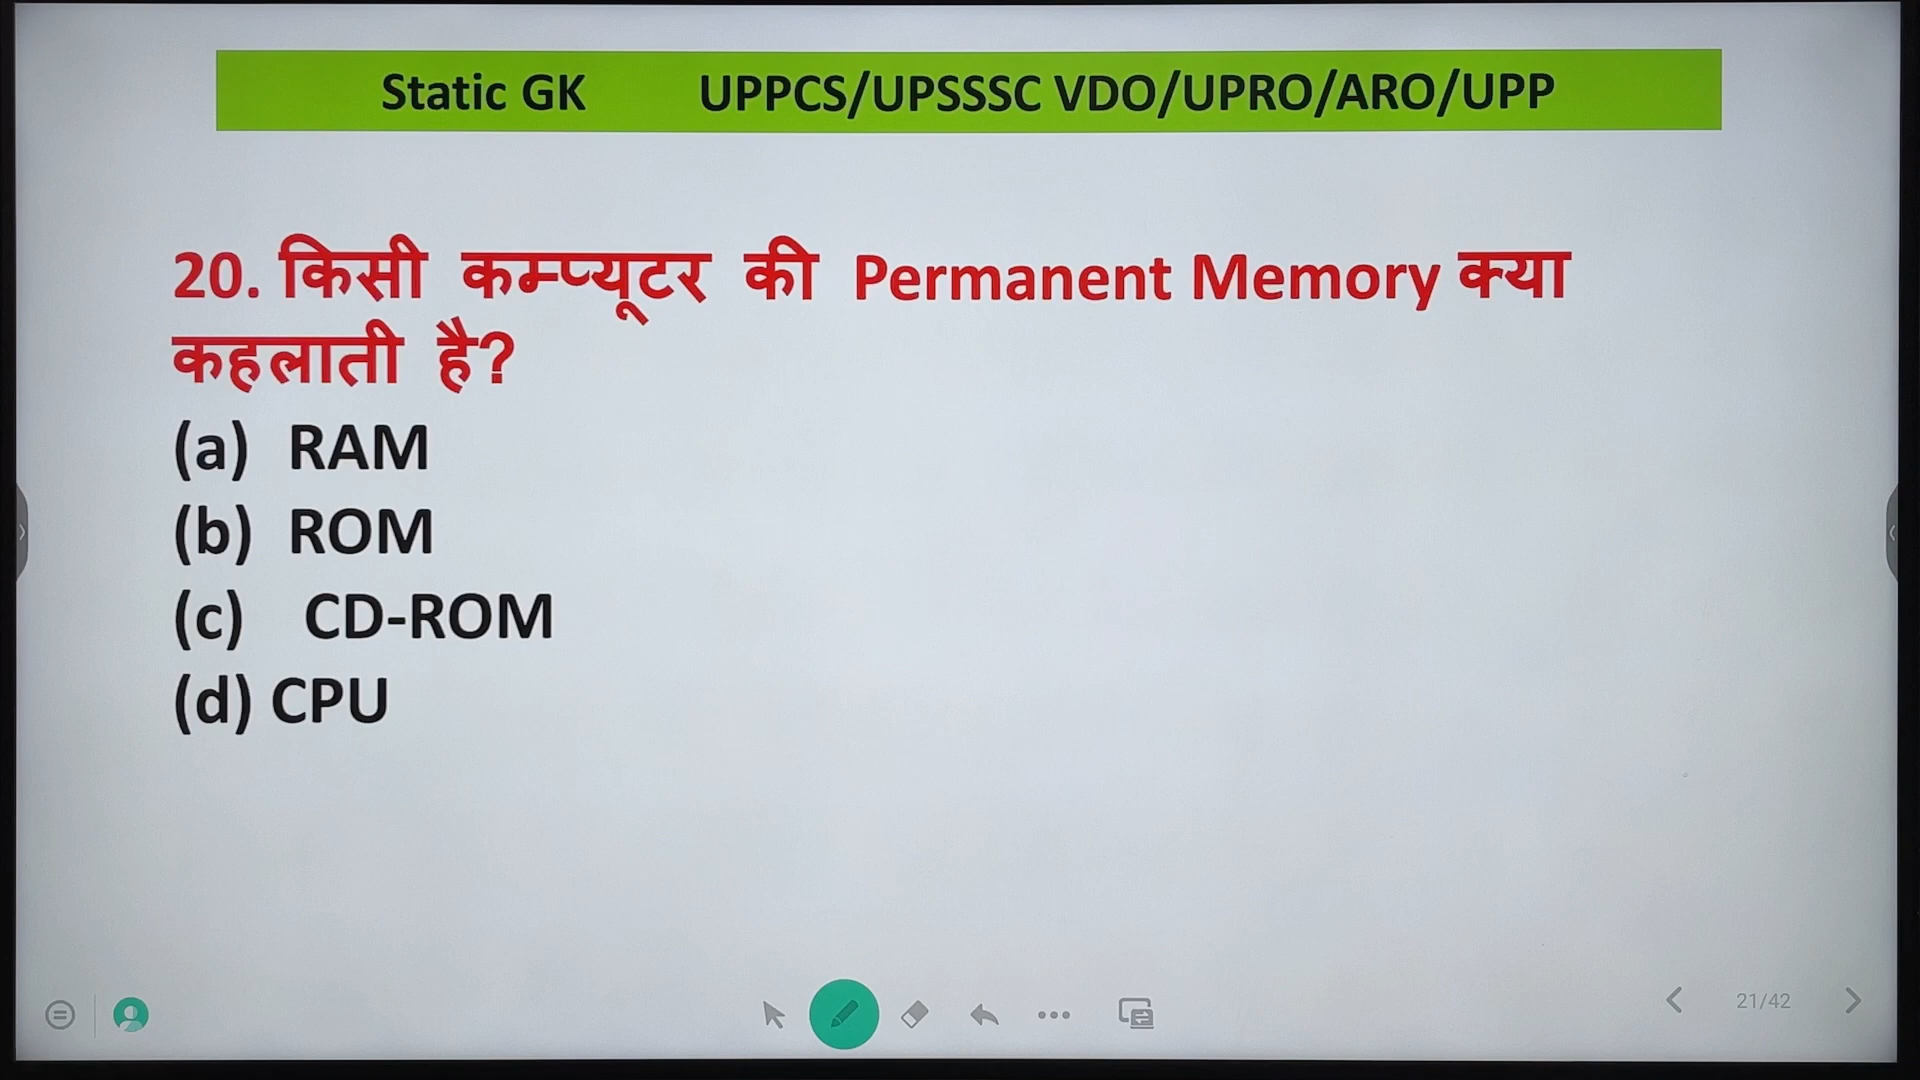 Static GK UPPCS/UPSSSC VDO/UPRO/ARO/UPP
20. किसी कम्प्यूटर की Permanent Memory क्या
कहलाती है?
(a) RAM
(b) ROM
(c) CD-ROM
(d) CPU
21/42